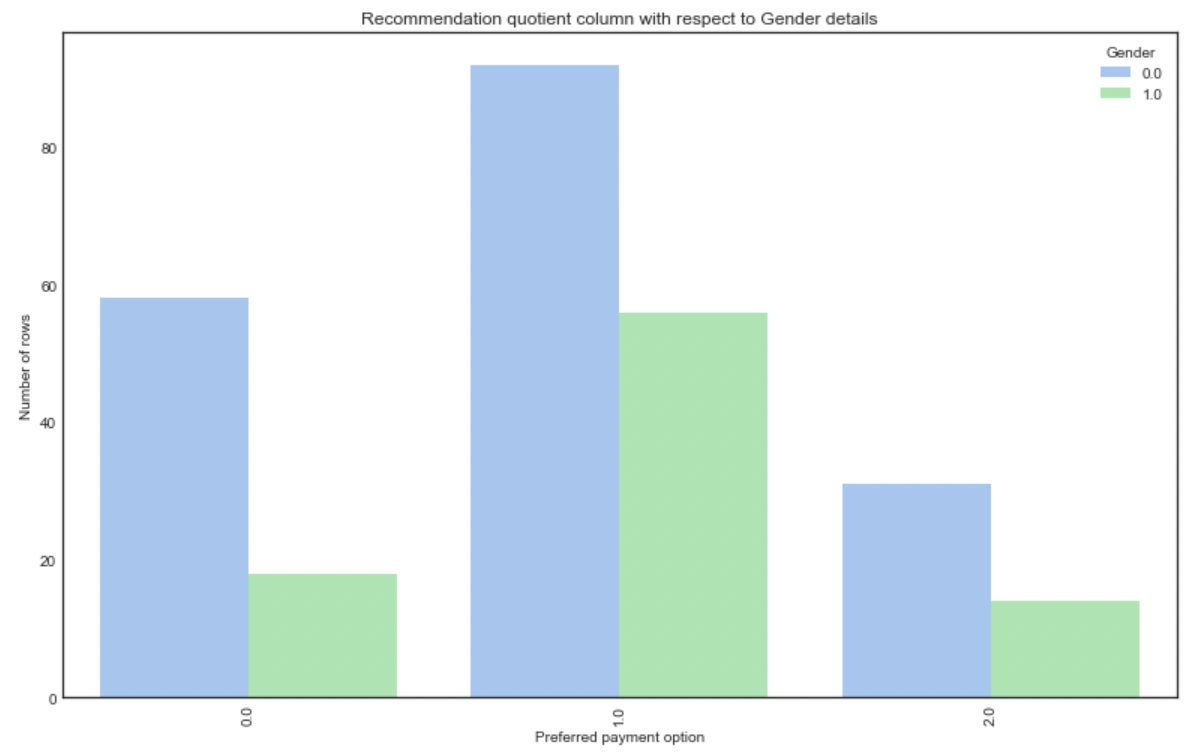 Recommendation quotient column with respect to Gender details
Gender
0.0
1.0
80
60
40
20
0
Number of rows
0.0
1.0
2.0
Preferred payment option